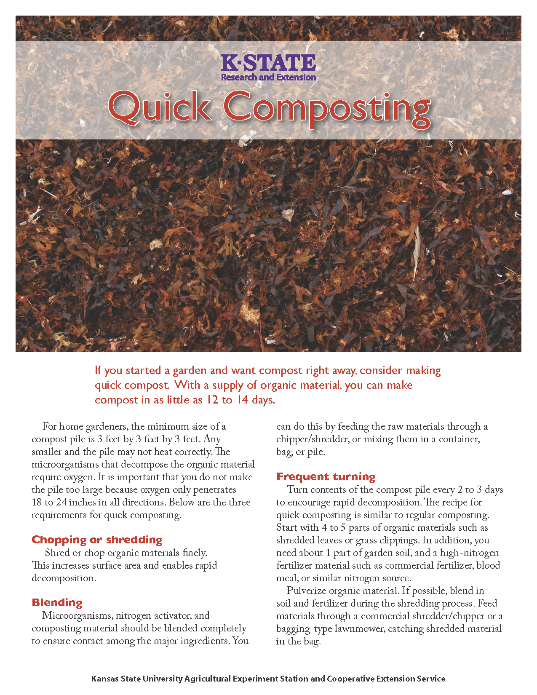 K-STATE
Research and Extension
Quick Composting
If you started a garden and want compost right away, consider making
quick compost. With a supply of organic material, you can make
compost in as little as 12 to 14 days.
For home gardeners, the minimum size of a
compost pile is 3 feet by 3 feet by 3 feet. Any
smaller and the pile may not heat correctly. The
microorganisms that decompose the organic material
require oxygen. It is important that you do not make
the pile too large because oxygen only penetrates
18 to 24 inches in all directions. Below are the three
requirements for quick composting.
Chopping or shredding
Shred or chop organic materials finely.
This increases surface area and enables rapid
decomposition.
Blending
Microorganisms, nitrogen activator, and
composting material should be blended completely
to ensure contact among the major ingredients. You
can do this by feeding the raw materials through a
chipper/shredder, or mixing them in a container,
bag, or pile.
Frequent turning
Turn contents of the compost pile every 2 to 3 days
to encourage rapid decomposition. The recipe for
quick composting is similar to regular composting.
Start with 4 to 5 parts of organic materials such as
shredded leaves or grass clippings. In addition, you
need about 1 part of garden soil, and a high-nitrogen
fertilizer material such as commercial fertilizer, blood
meal, or similar nitrogen source.
Pulverize organic material. If possible, blend in
soil and fertilizer during the shredding process. Feed
materials through a commercial shredder/chipper or a
bagging-type lawnmower, catching shredded material
in the bag.
Kansas State University Agricultural Experiment Station and Cooperative Extension Service